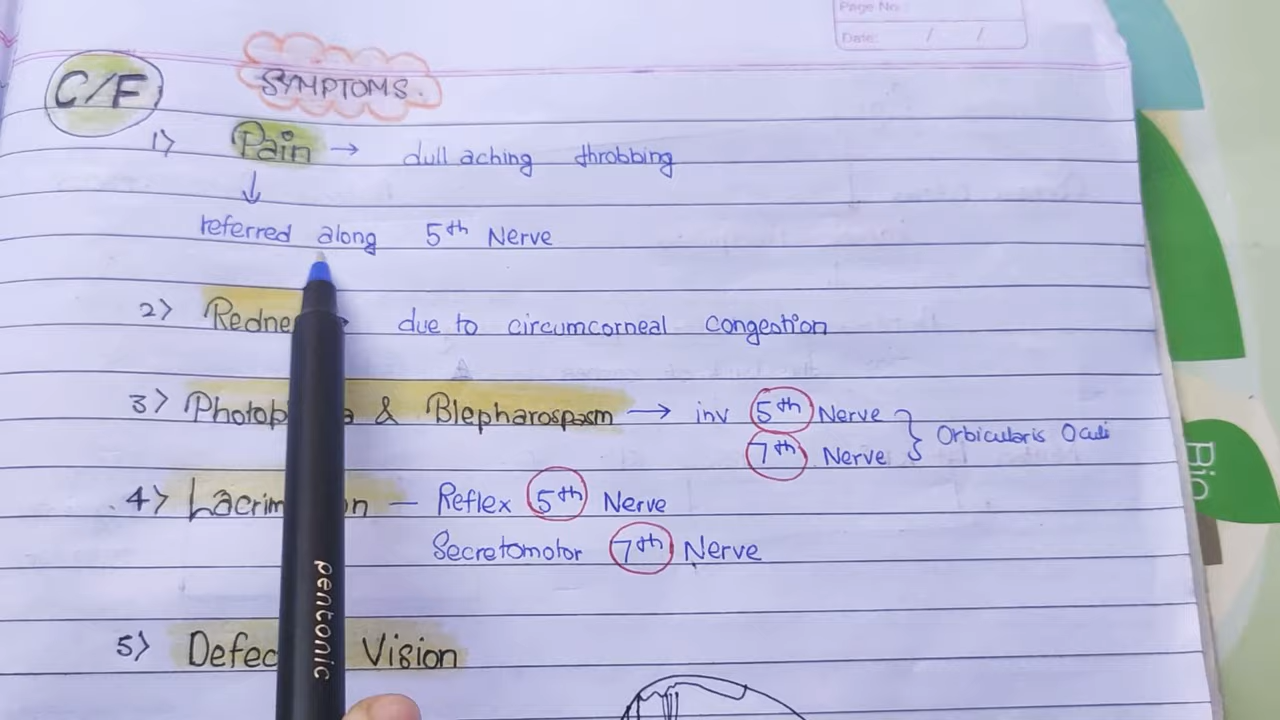 Page No:
Date: / /
C/F SYMPTOMS.
1> Pain → dull aching throbbing
↓
referred along 5th Nerve
2> Redne → due to circumcorneal congestion
3> Photop a & Blepharospasm → inv 5th Nerve
7th Nerve } Orbicularis Oculi
4> Lacrim on — Reflex 5th Nerve
Secretomotor 7th Nerve
5> Defec Vision
pentonic
Bio